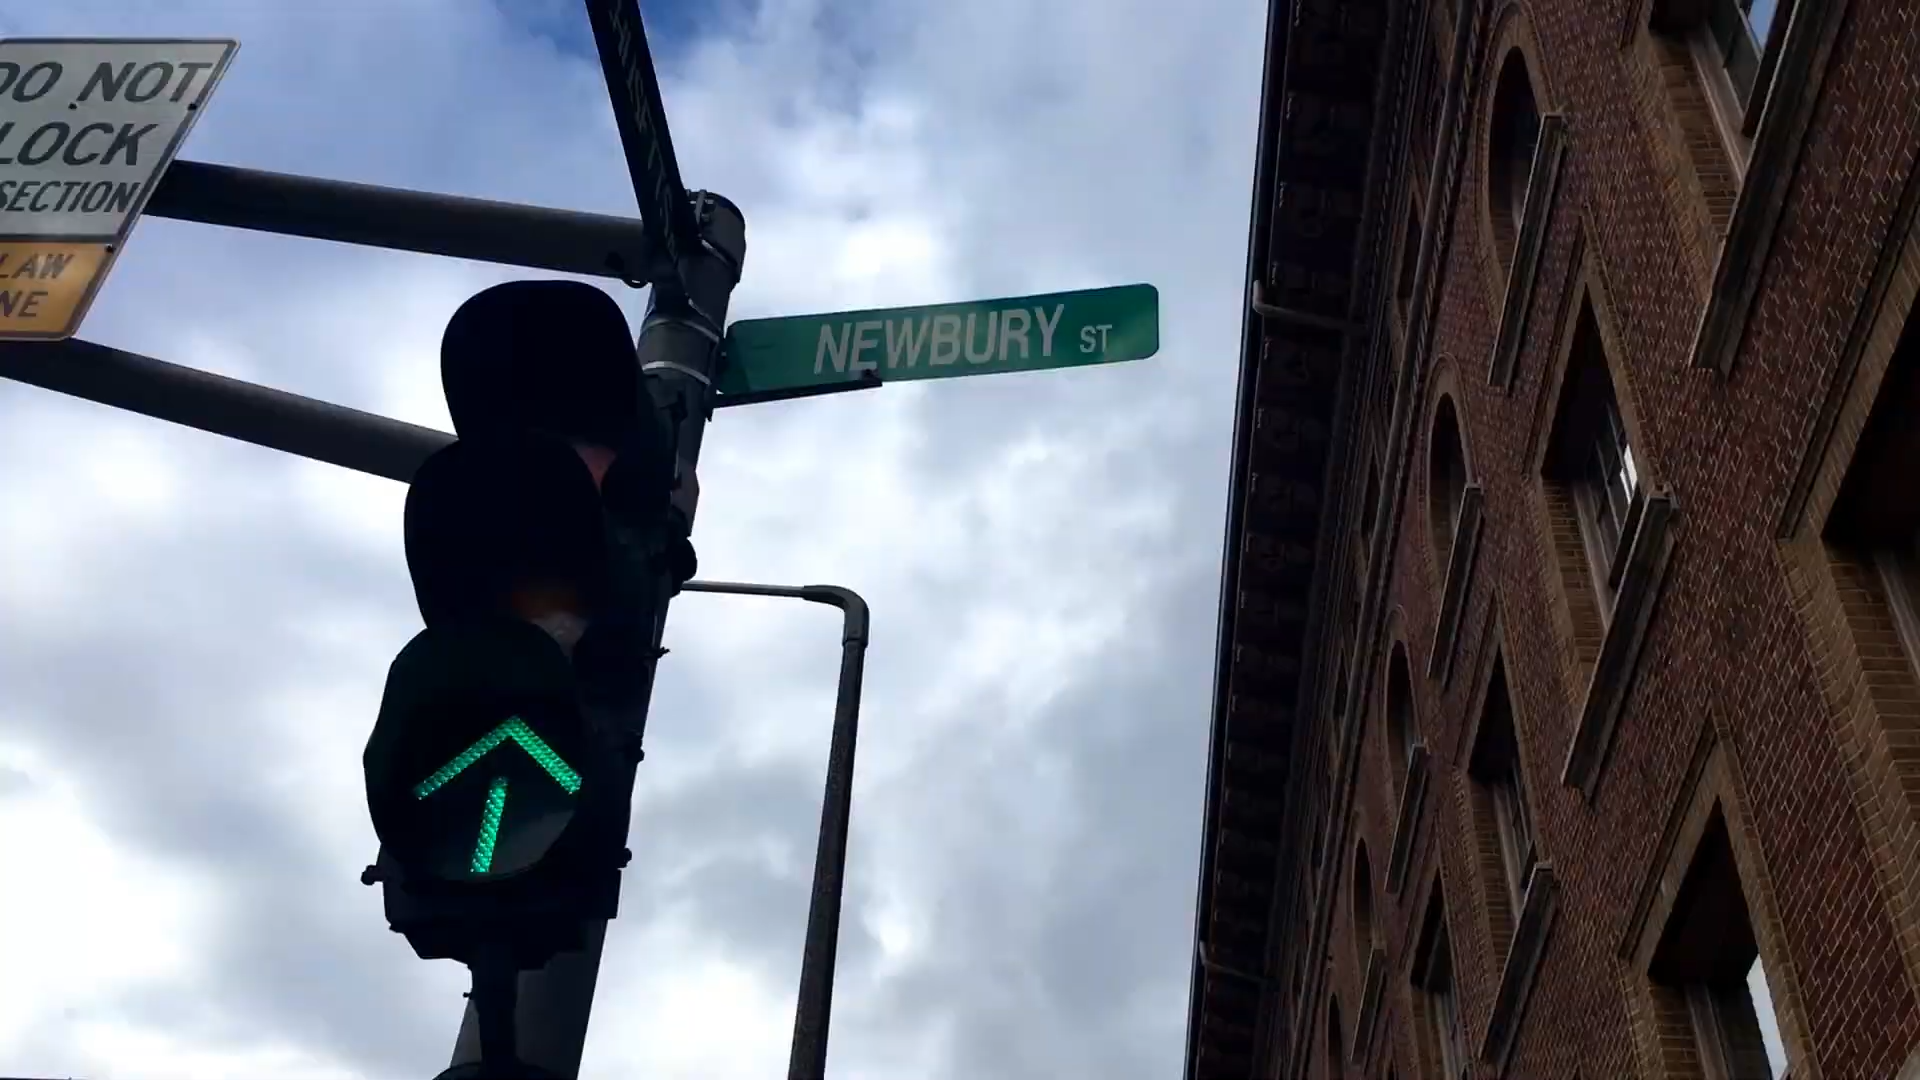 DO NOT
LOCK
SECTION
LAW
NE
NEWBURY ST